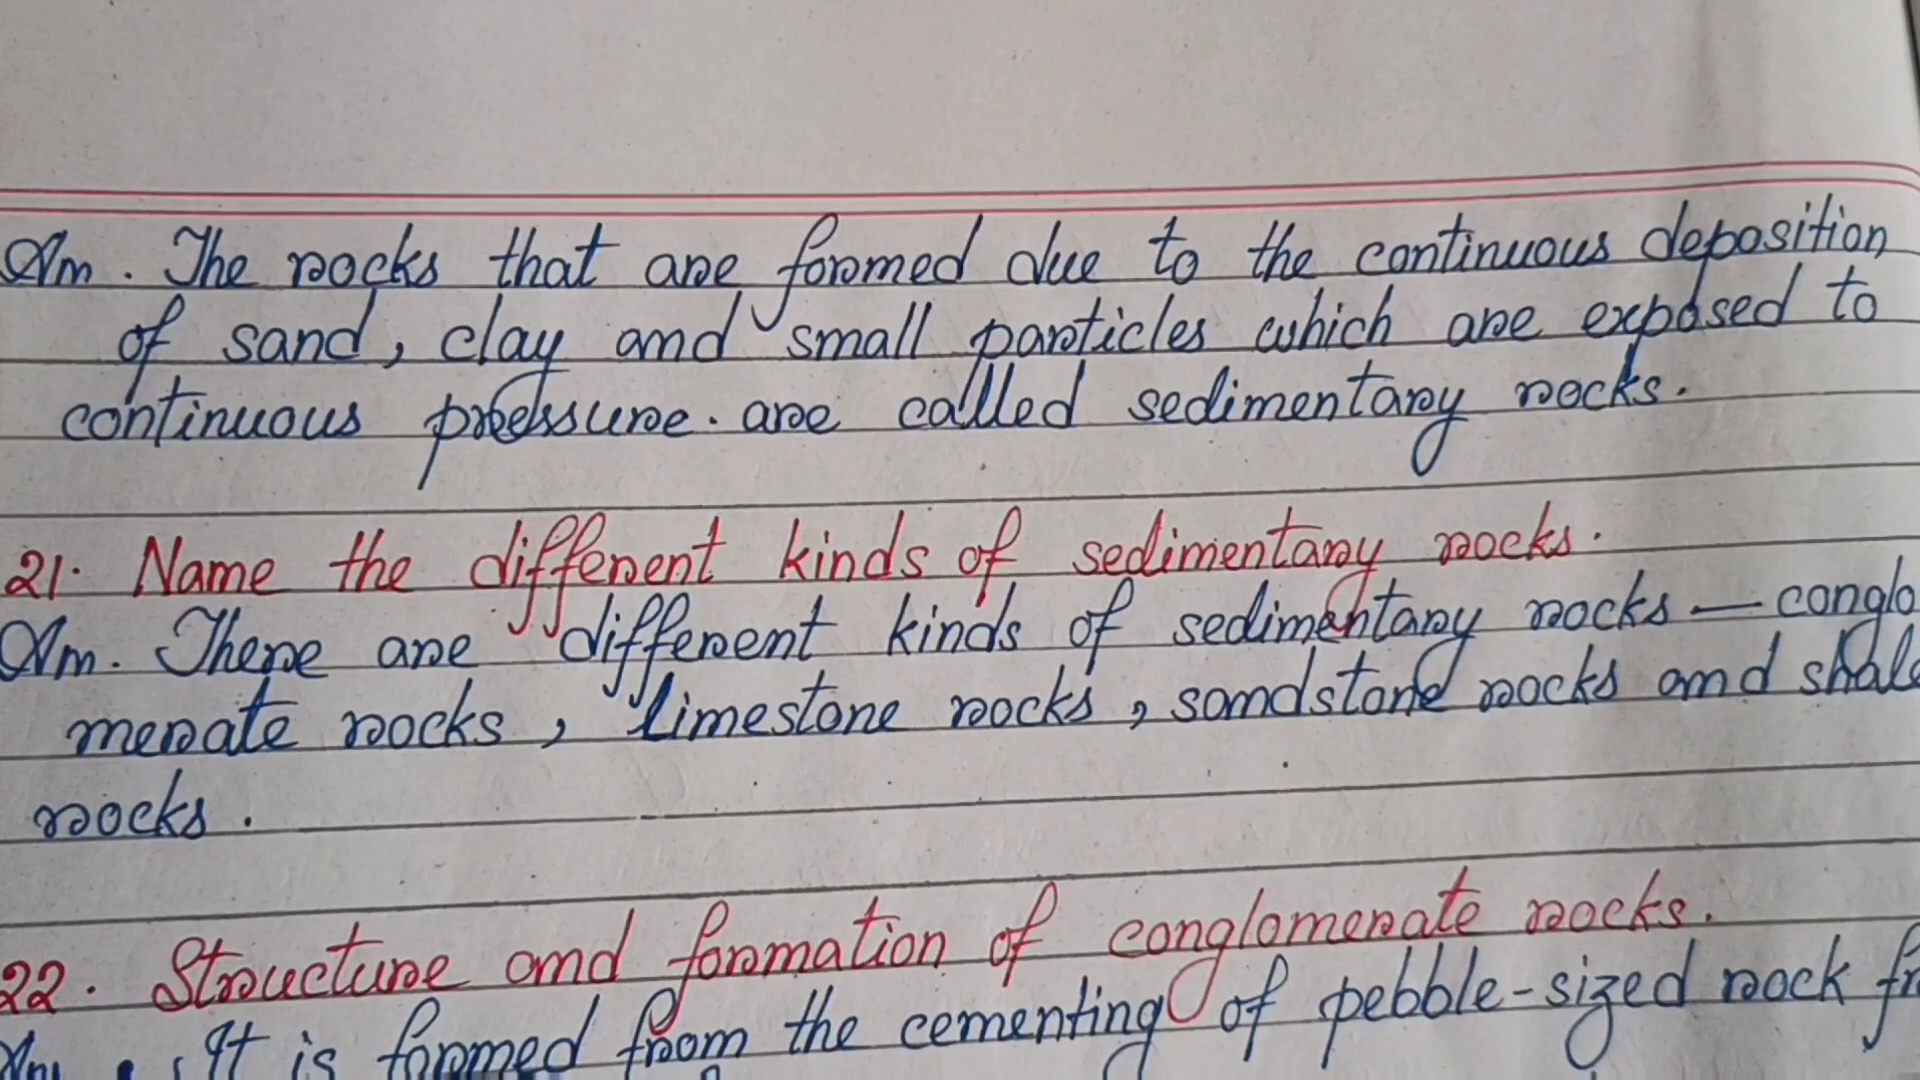 Ans. The rocks that are formed due to the continuous deposition
of sand, clay and small particles which are exposed to
continuous pressure. are called sedimentary rocks.
21. Name the different kinds of sedimentary rocks.
Ans. There are different kinds of sedimentary rocks – conglo
merate rocks, limestone rocks, sandstone rocks and shale
rocks.
22. Structure and formation of conglomerate rocks.
Ans. It is formed from the cementing of pebble-sized rock